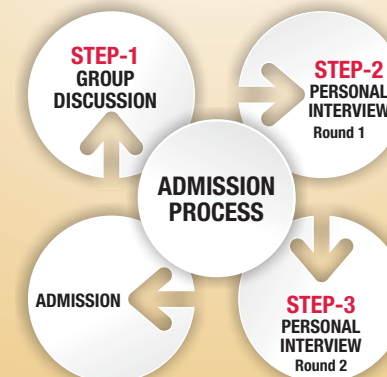 STEP-1
GROUP
DISCUSSION
STEP-2
PERSONAL
INTERVIEW
Round 1
ADMISSION
PROCESS
STEP-3
PERSONAL
INTERVIEW
Round 2
ADMISSION